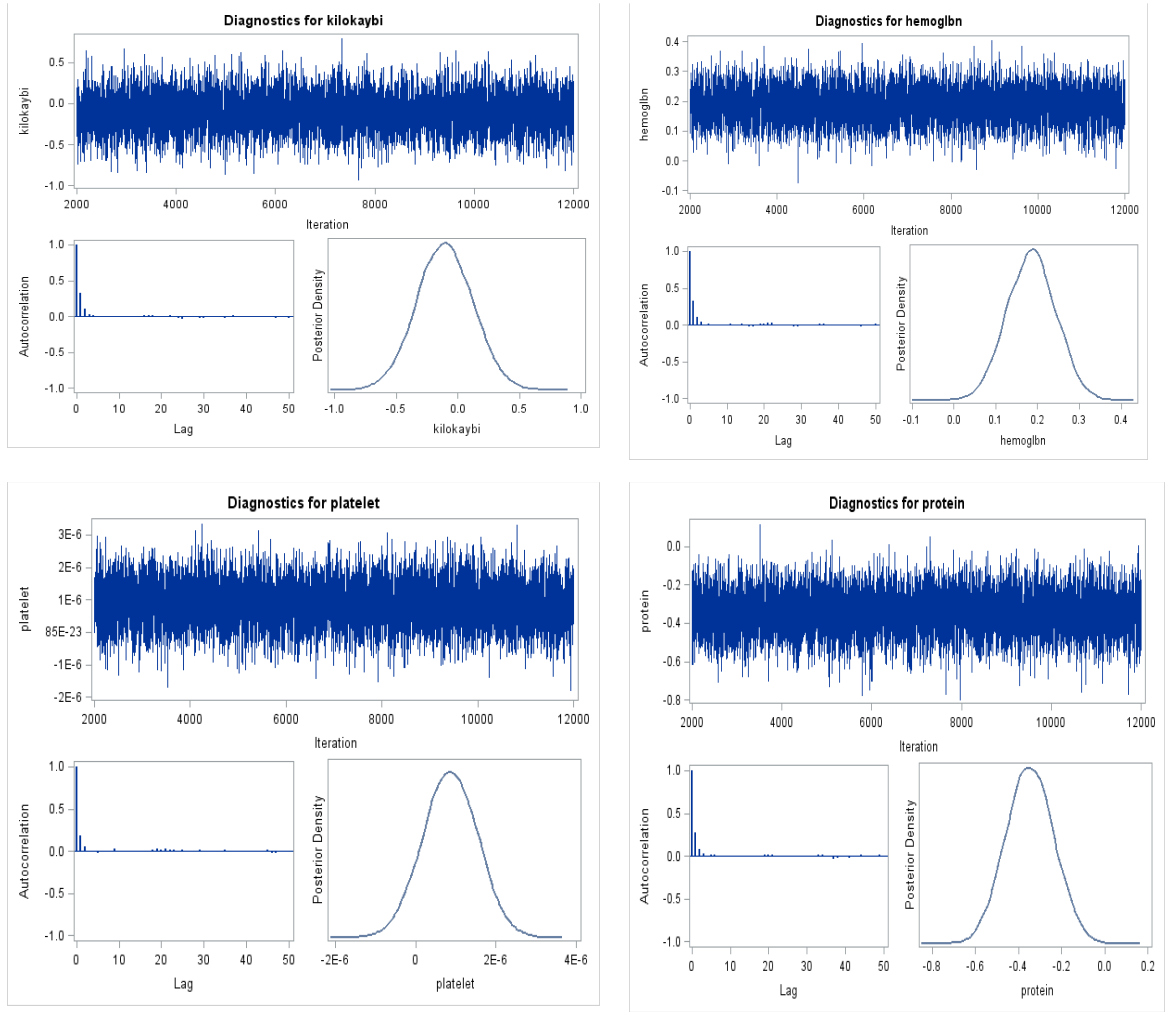 Diagnostics for kilokaybi
kilokaybi
0.5
0.0
-0.5
-1.0
2000 4000 6000 8000 10000 12000
Iteration
Autocorrelation
1.0
0.5
0.0
-0.5
-1.0
0 10 20 30 40 50
Lag
Posterior Density
-1.0 -0.5 0.0 0.5 1.0
kilokaybi
Diagnostics for hemoglbn
hemoglbn
0.4
0.3
0.2
0.1
0.0
-0.1
2000 4000 6000 8000 10000 12000
Iteration
Autocorrelation
1.0
0.5
0.0
-0.5
-1.0
0 10 20 30 40 50
Lag
Posterior Density
-0.1 0.0 0.1 0.2 0.3 0.4
hemoglbn
Diagnostics for platelet
platelet
3E-6
2E-6
1E-6
85E-23
-1E-6
-2E-6
2000 4000 6000 8000 10000 12000
Iteration
Autocorrelation
1.0
0.5
0.0
-0.5
-1.0
0 10 20 30 40 50
Lag
Posterior Density
-2E-6 0 2E-6 4E-6
platelet
Diagnostics for protein
protein
0.0
-0.2
-0.4
-0.6
-0.8
2000 4000 6000 8000 10000 12000
Iteration
Autocorrelation
1.0
0.5
0.0
-0.5
-1.0
0 10 20 30 40 50
Lag
Posterior Density
-0.8 -0.6 -0.4 -0.2 0.0 0.2
protein